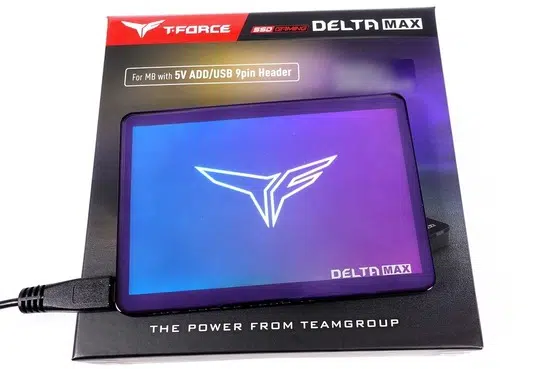 T-FORCE
SSD GAMING DELTA MAX
For MB with 5V ADD/USB 9pin Header
DELTA MAX
THE POWER FROM TEAMGROUP